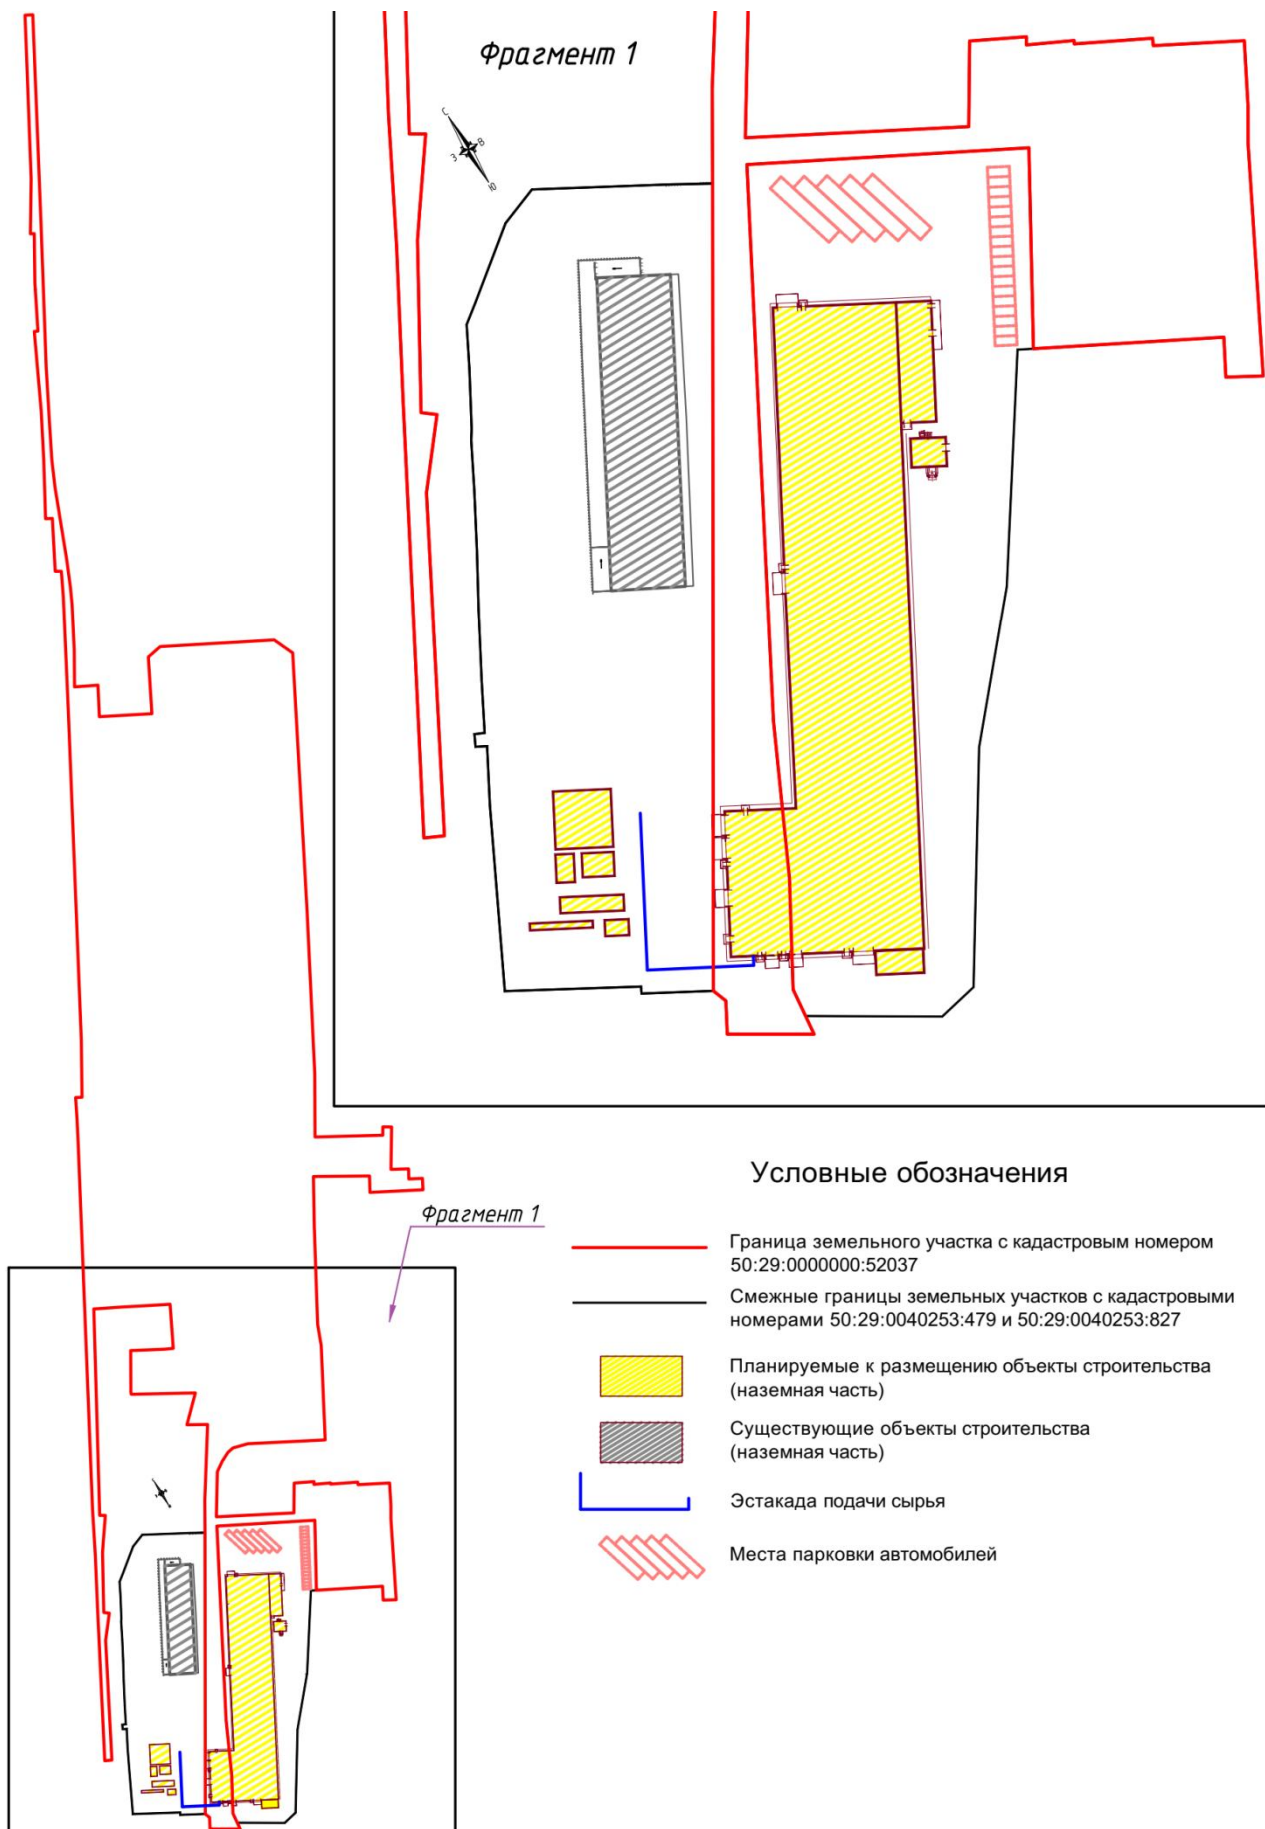 Фрагмент 1
С
В
З
Ю
Фрагмент 1
Условные обозначения
Граница земельного участка с кадастровым номером
50:29:0000000:52037
Смежные границы земельных участков с кадастровыми
номерами 50:29:0040253:479 и 50:29:0040253:827
Планируемые к размещению объекты строительства
(наземная часть)
Существующие объекты строительства
(наземная часть)
Эстакада подачи сырья
Места парковки автомобилей